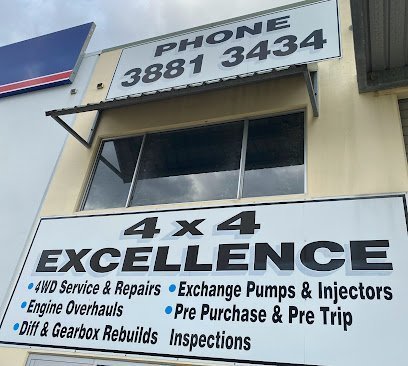 PHONE
3881 3434
4 x 4
EXCELLENCE
•4WD Service & Repairs •Exchange Pumps & Injectors
•Engine Overhauls •Pre Purchase & Pre Trip
•Diff & Gearbox Rebuilds Inspections